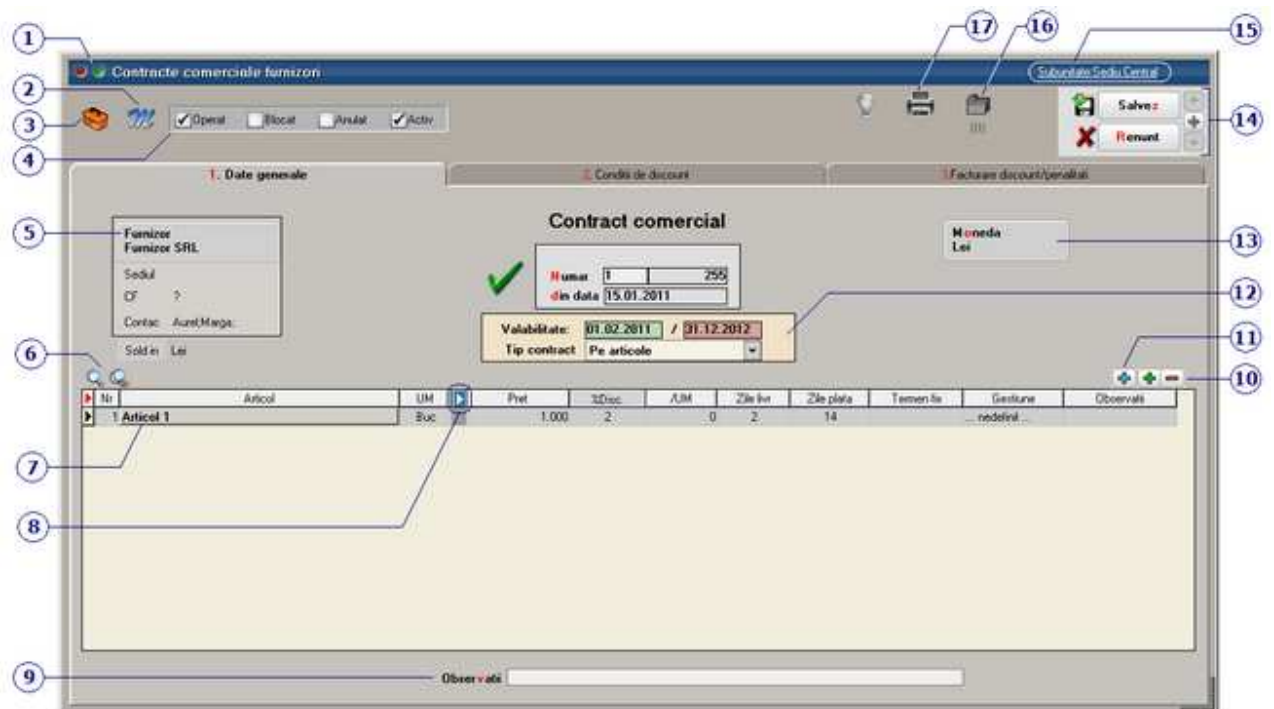 17
16
15
1
Contracte comerciale furnizori
Subunitate Sediu Central
2
3
Operat
Blocat
Anulat
Activ
Salvez
14
4
Renunt
1. Date generale
2. Conditii de discount
3. Facturare discount/penalitati
5
Furnizor
Furnizor SRL
Contract comercial
Moneda
Lei
13
Sediul
Numar 1 255
CF ?
din data 15.01.2011
12
Contac Aurel;Marga;
Valabilitate: 01.02.2011 / 31.12.2012
11
6
Sold in Lei
Tip contract Pe articole
10
Nr Articol UM Pret %Disc. /UM Zile livr Zile plata Termen fix Gestiune Observatii
1 Articol 1 Buc 1.000 2 0 2 14 ... nedefinit ...
7
8
9
Observatii